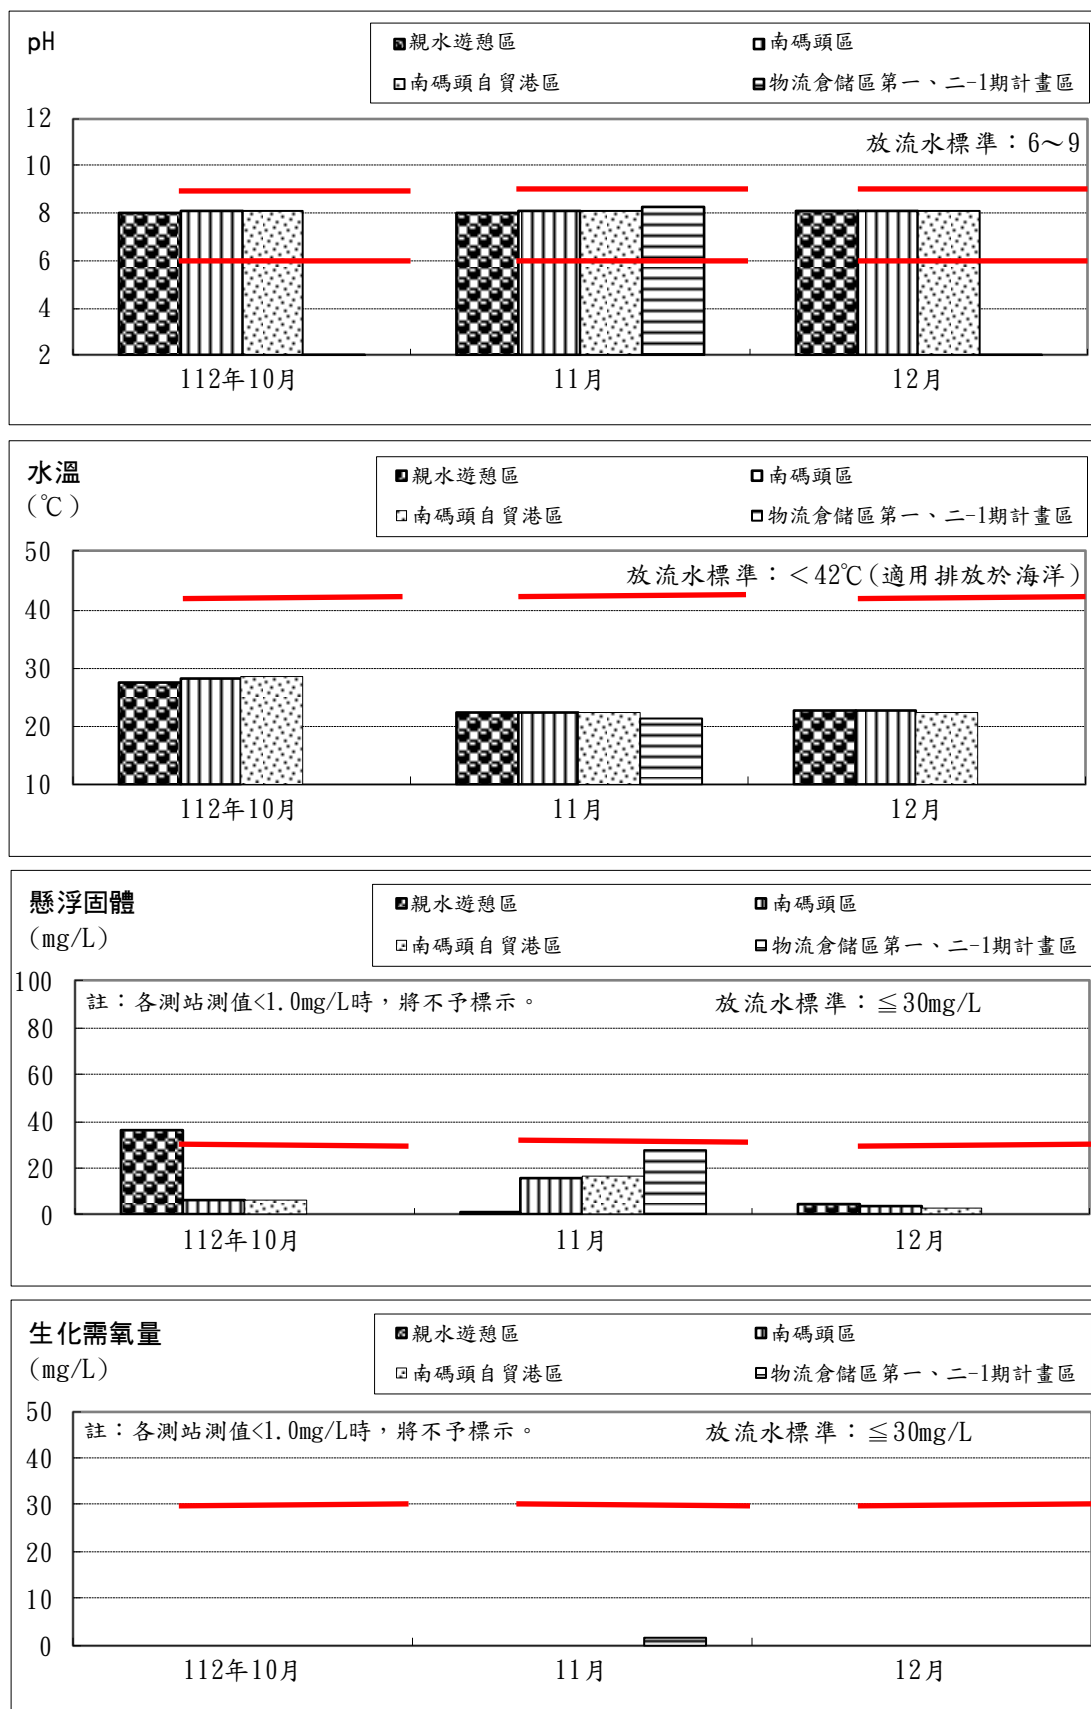 pH
親水遊憩區 南碼頭區
南碼頭自貿港區 物流倉儲區第一、二-1期計畫區
放流水標準：6～9
12
10
8
6
4
2
112年10月 11月 12月
水溫
(℃)
親水遊憩區 南碼頭區
南碼頭自貿港區 物流倉儲區第一、二-1期計畫區
放流水標準：＜42℃(適用排放於海洋)
50
40
30
20
10
112年10月 11月 12月
懸浮固體
(mg/L)
親水遊憩區 南碼頭區
南碼頭自貿港區 物流倉儲區第一、二-1期計畫區
註：各測站測值<1.0mg/L時，將不予標示。 放流水標準：≦30mg/L
100
80
60
40
20
0
112年10月 11月 12月
生化需氧量
(mg/L)
親水遊憩區 南碼頭區
南碼頭自貿港區 物流倉儲區第一、二-1期計畫區
註：各測站測值<1.0mg/L時，將不予標示。 放流水標準：≦30mg/L
50
40
30
20
10
0
112年10月 11月 12月